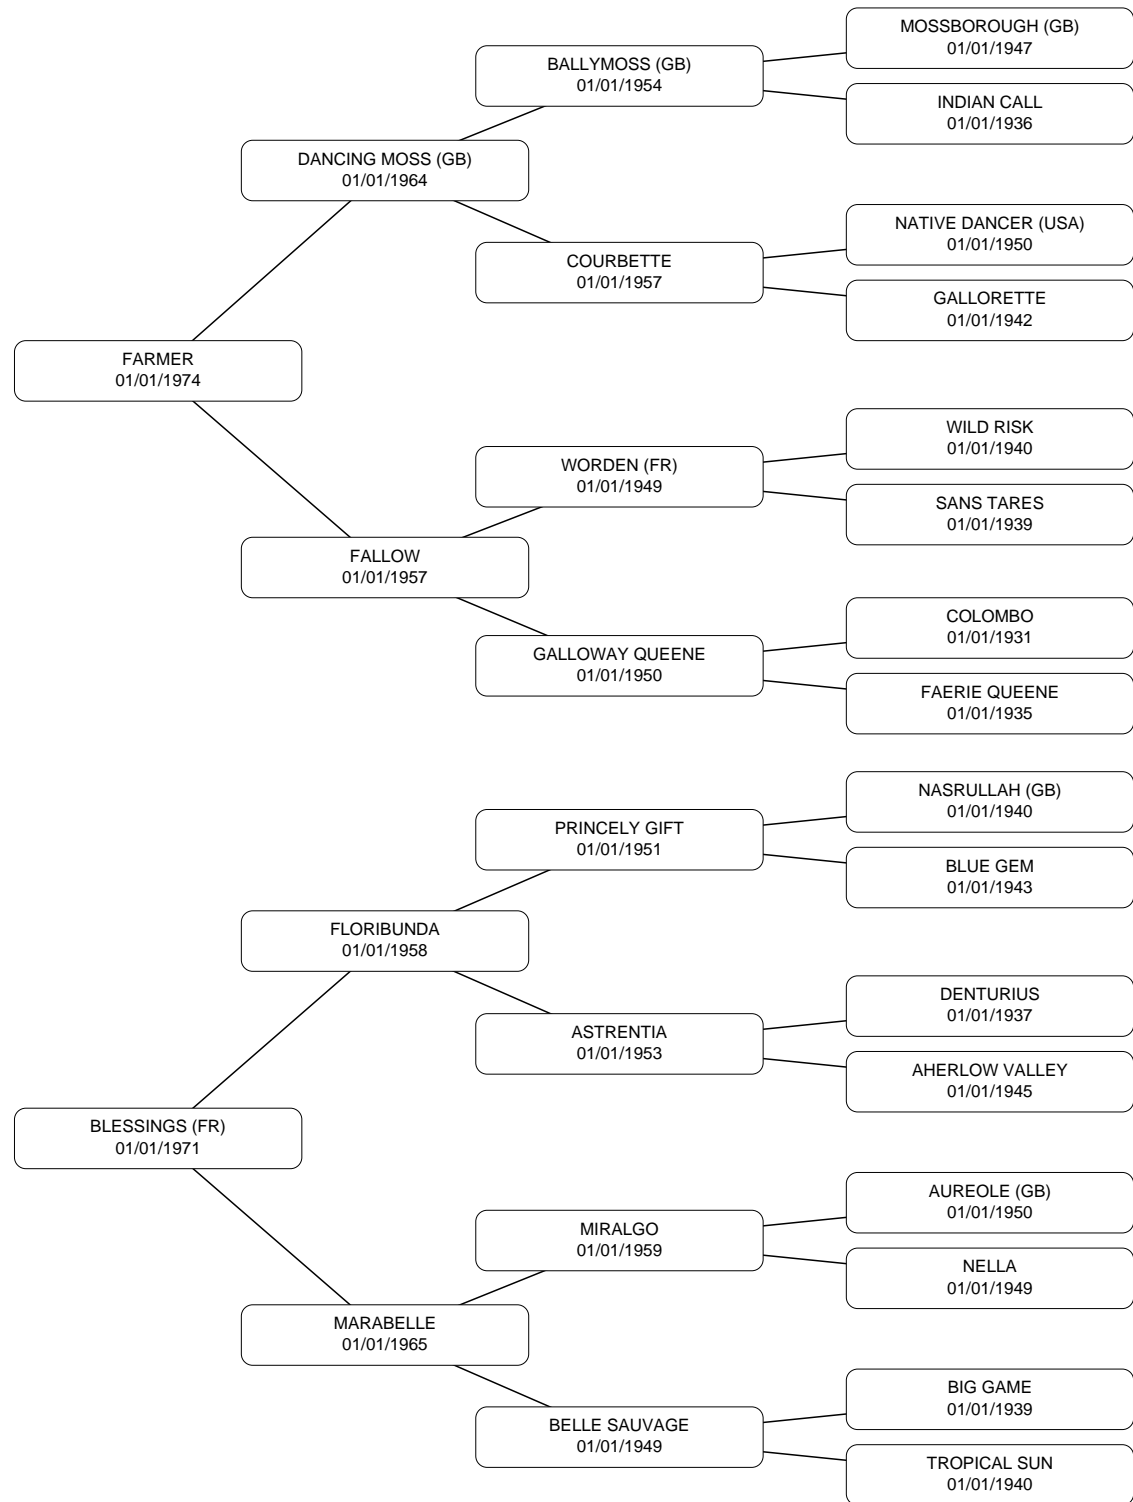 MOSSBOROUGH (GB)
01/01/1947
BALLYMOSS (GB)
01/01/1954
INDIAN CALL
01/01/1936
DANCING MOSS (GB)
01/01/1964
NATIVE DANCER (USA)
01/01/1950
COURBETTE
01/01/1957
GALLORETTE
01/01/1942
FARMER
01/01/1974
WILD RISK
01/01/1940
WORDEN (FR)
01/01/1949
SANS TARES
01/01/1939
FALLOW
01/01/1957
COLOMBO
01/01/1931
GALLOWAY QUEENE
01/01/1950
FAERIE QUEENE
01/01/1935
NASRULLAH (GB)
01/01/1940
PRINCELY GIFT
01/01/1951
BLUE GEM
01/01/1943
FLORIBUNDA
01/01/1958
DENTURIUS
01/01/1937
ASTRENTIA
01/01/1953
AHERLOW VALLEY
01/01/1945
BLESSINGS (FR)
01/01/1971
AUREOLE (GB)
01/01/1950
MIRALGO
01/01/1959
NELLA
01/01/1949
MARABELLE
01/01/1965
BIG GAME
01/01/1939
BELLE SAUVAGE
01/01/1949
TROPICAL SUN
01/01/1940